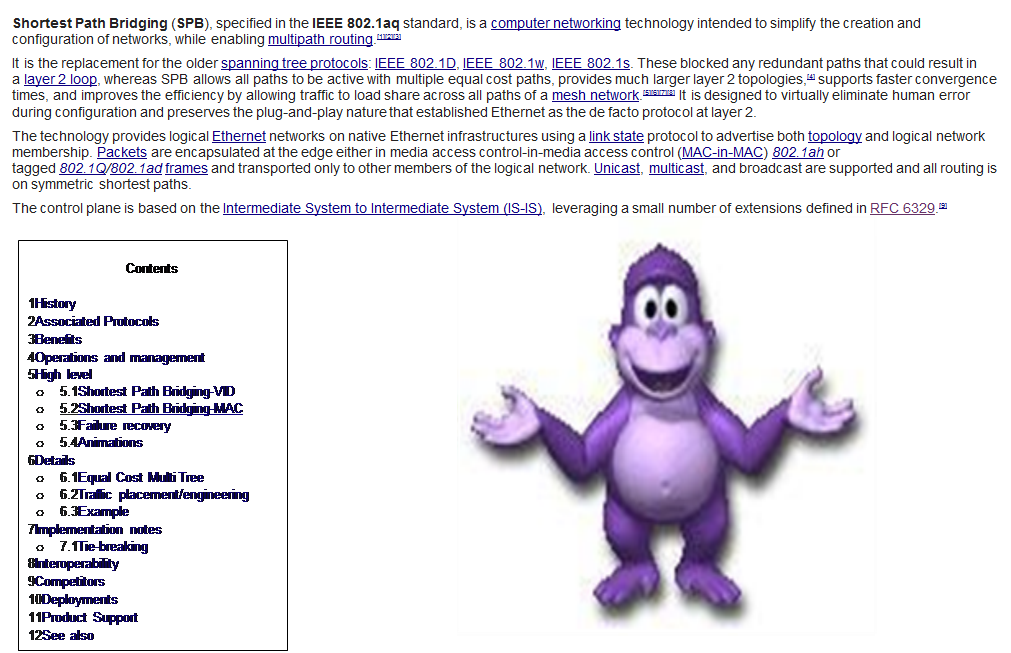 Shortest Path Bridging (SPB), specified in the IEEE 802.1aq standard, is a computer networking technology intended to simplify the creation and
configuration of networks, while enabling multipath routing.[1][2][3]
It is the replacement for the older spanning tree protocols: IEEE 802.1D, IEEE 802.1w, IEEE 802.1s. These blocked any redundant paths that could result in
a layer 2 loop, whereas SPB allows all paths to be active with multiple equal cost paths, provides much larger layer 2 topologies,[4] supports faster convergence
times, and improves the efficiency by allowing traffic to load share across all paths of a mesh network.[5][6][7][8] It is designed to virtually eliminate human error
during configuration and preserves the plug-and-play nature that established Ethernet as the de facto protocol at layer 2.
The technology provides logical Ethernet networks on native Ethernet infrastructures using a link state protocol to advertise both topology and logical network
membership. Packets are encapsulated at the edge either in media access control-in-media access control (MAC-in-MAC) 802.1ah or
tagged 802.1Q/802.1ad frames and transported only to other members of the logical network. Unicast, multicast, and broadcast are supported and all routing is
on symmetric shortest paths.
The control plane is based on the Intermediate System to Intermediate System (IS-IS), leveraging a small number of extensions defined in RFC 6329.[9]
Contents
1History
2Associated Protocols
3Benefits
4Operations and management
5High level
o 5.1Shortest Path Bridging-VID
o 5.2Shortest Path Bridging-MAC
o 5.3Failure recovery
o 5.4Animations
6Details
o 6.1Equal Cost Multi Tree
o 6.2Traffic placement/engineering
o 6.3Example
7Implementation notes
o 7.1Tie-breaking
8Interoperability
9Competitors
10Deployments
11Product Support
12See also